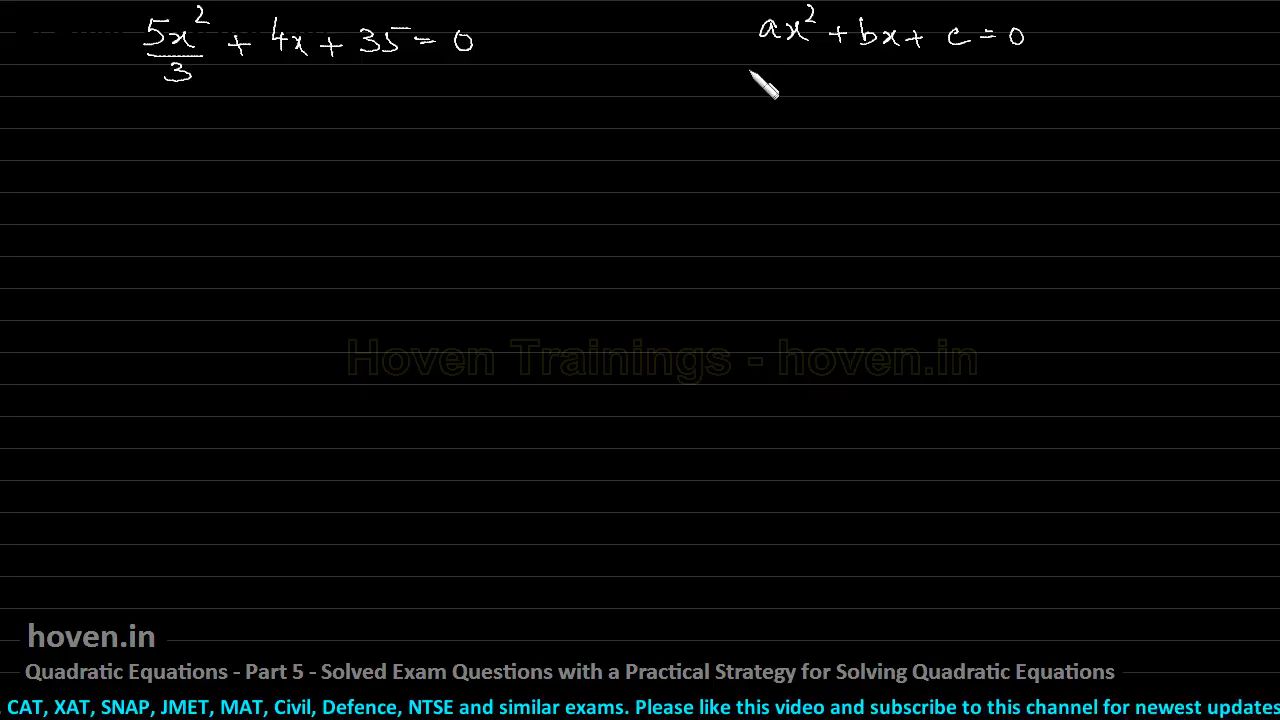 5x²/3 + 4x + 35 = 0
ax² + bx + c = 0
Hoven Trainings - hoven.in
hoven.in
Quadratic Equations - Part 5 - Solved Exam Questions with a Practical Strategy for Solving Quadratic Equations
CAT, XAT, SNAP, JMET, MAT, Civil, Defence, NTSE and similar exams. Please like this video and subscribe to this channel for newest updates